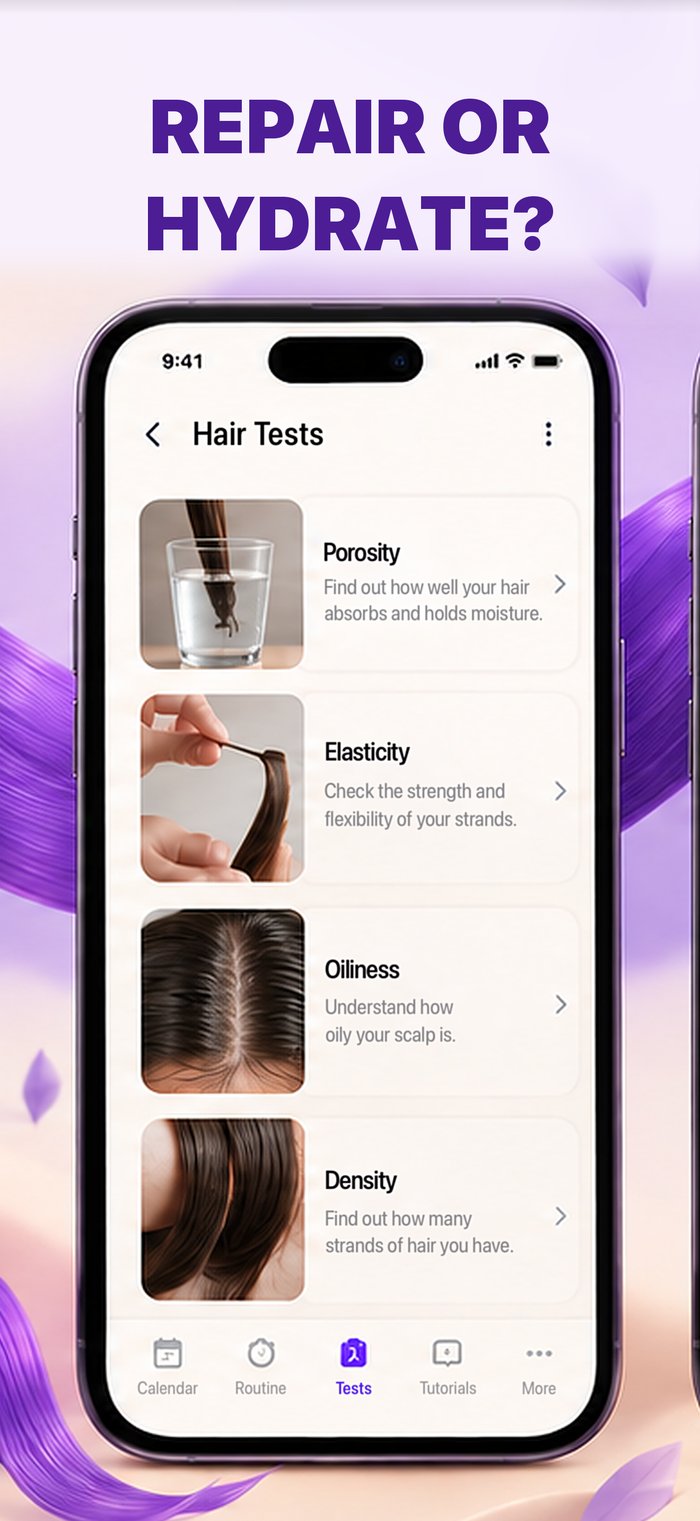 REPAIR OR
HYDRATE?
9:41
Hair Tests
Porosity
Find out how well your hair
absorbs and holds moisture.
Elasticity
Check the strength and
flexibility of your strands.
Oiliness
Understand how
oily your scalp is.
Density
Find out how many
strands of hair you have.
Calendar Routine Tests Tutorials More